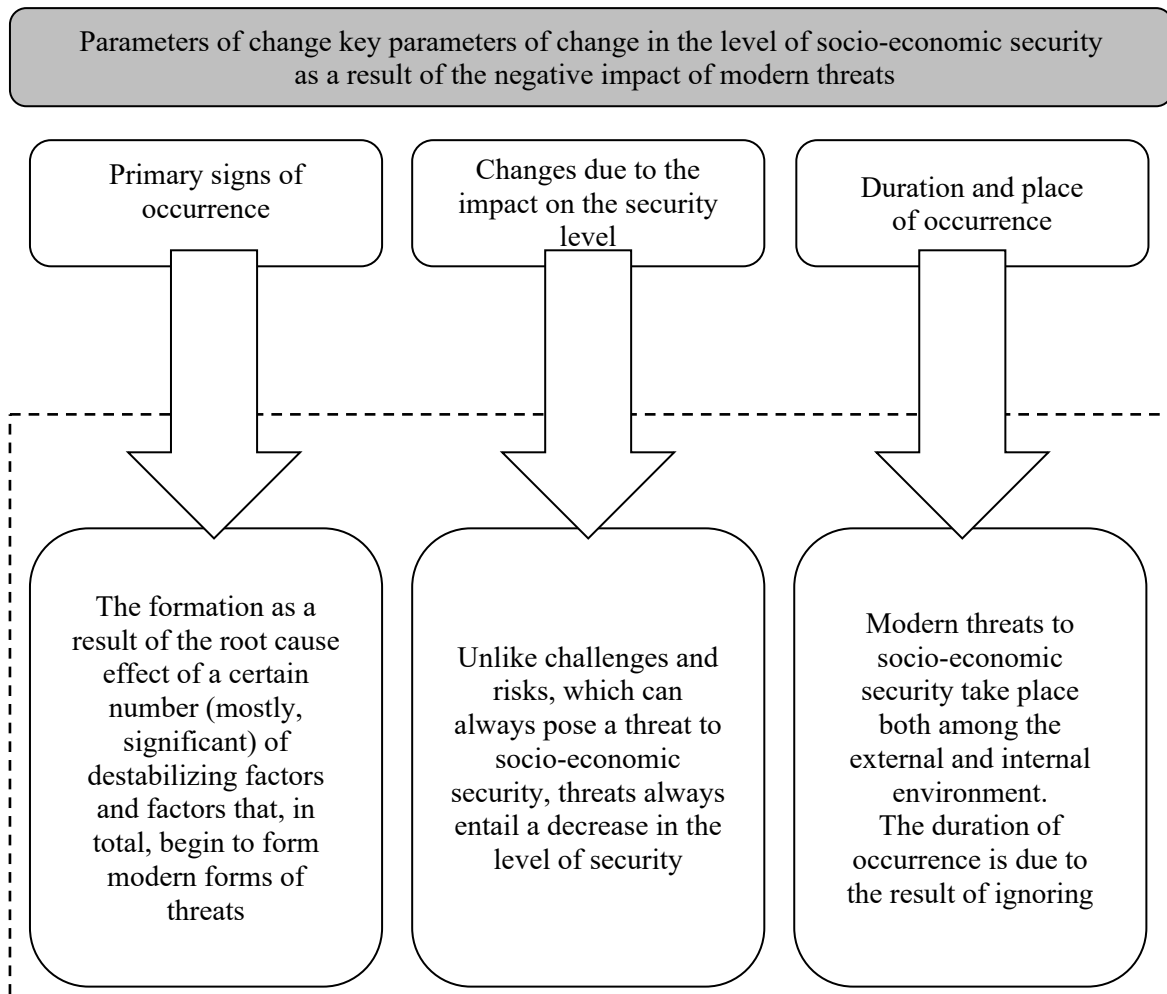 Parameters of change key parameters of change in the level of socio-economic security
as a result of the negative impact of modern threats
Primary signs of
occurrence
Changes due to the
impact on the security
level
Duration and place
of occurrence
The formation as a
result of the root cause
effect of a certain
number (mostly,
significant) of
destabilizing factors
and factors that, in
total, begin to form
modern forms of
threats
Unlike challenges and
risks, which can
always pose a threat to
socio-economic
security, threats always
entail a decrease in the
level of security
Modern threats to
socio-economic
security take place
both among the
external and internal
environment.
The duration of
occurrence is due to
the result of ignoring